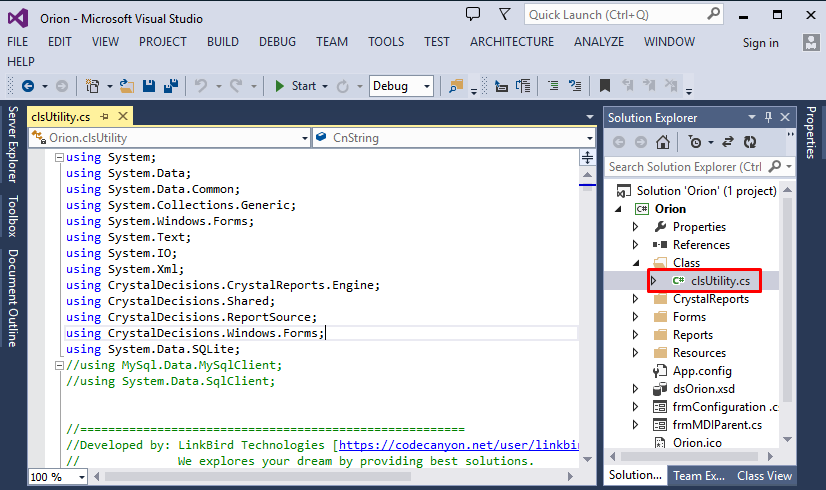 Orion - Microsoft Visual Studio
Quick Launch (Ctrl+Q)
FILE EDIT VIEW PROJECT BUILD DEBUG TEAM TOOLS TEST ARCHITECTURE ANALYZE WINDOW Sign in
HELP
Start Debug
Server Explorer
Toolbox
Document Outline
clsUtility.cs
Orion.clsUtility CnString
using System;
using System.Data;
using System.Data.Common;
using System.Collections.Generic;
using System.Windows.Forms;
using System.Text;
using System.IO;
using System.Xml;
using CrystalDecisions.CrystalReports.Engine;
using CrystalDecisions.Shared;
using CrystalDecisions.ReportSource;
using CrystalDecisions.Windows.Forms;
using System.Data.SQLite;
//using MySql.Data.MySqlClient;
//using System.Data.SqlClient;
//=======================================================
//Developed by: LinkBird Technologies [https://codecanyon.net/user/linkbir
// We explores your dream by providing best solutions.
100 %
Solution Explorer
Search Solution Explorer (Ctrl
Solution 'Orion' (1 project)
C# Orion
Properties
References
Class
C# clsUtility.cs
CrystalReports
Forms
Reports
Resources
App.config
dsOrion.xsd
frmConfiguration .cs
frmMDIParent.cs
Orion.ico
Solution... Team Ex... Class View
Properties